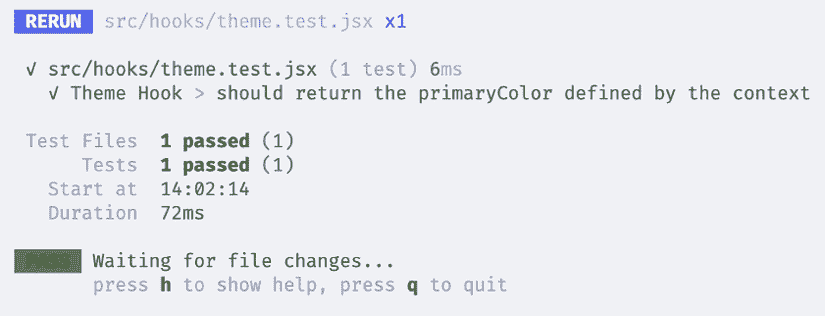 RERUN src/hooks/theme.test.jsx x1
✓ src/hooks/theme.test.jsx (1 test) 6ms
✓ Theme Hook > should return the primaryColor defined by the context
Test Files 1 passed (1)
Tests 1 passed (1)
Start at 14:02:14
Duration 72ms
Waiting for file changes...
press h to show help, press q to quit